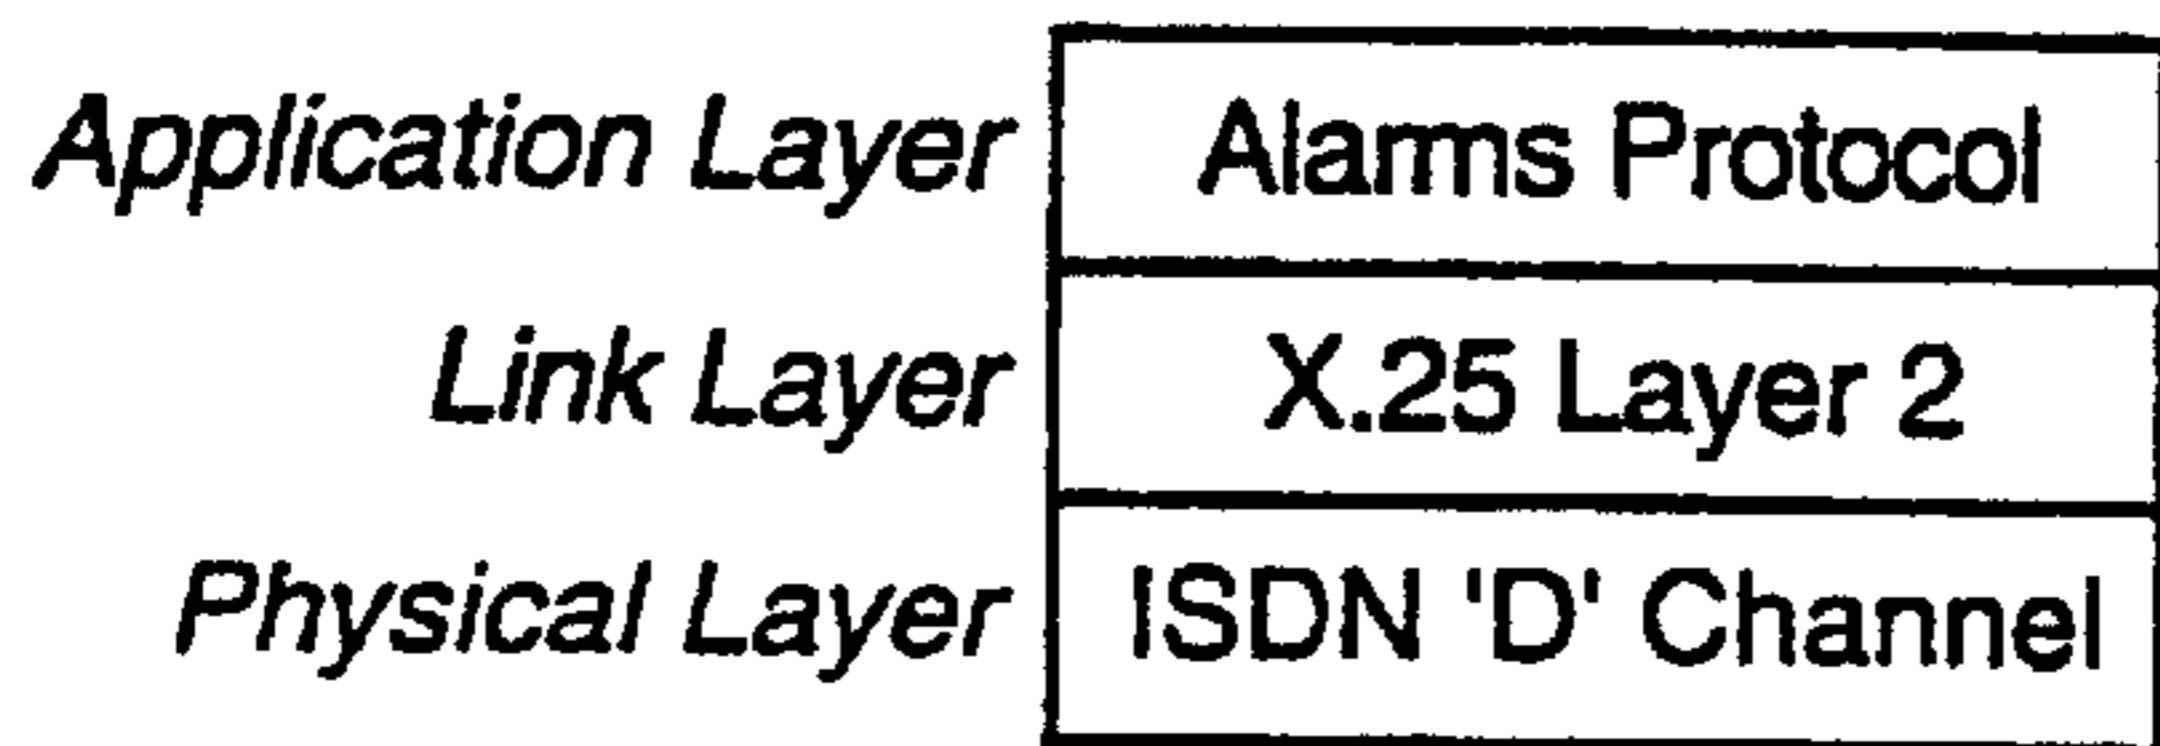 Application Layer Alarms Protocol
Link Layer X.25 Layer 2
Physical Layer ISDN 'D' Channel